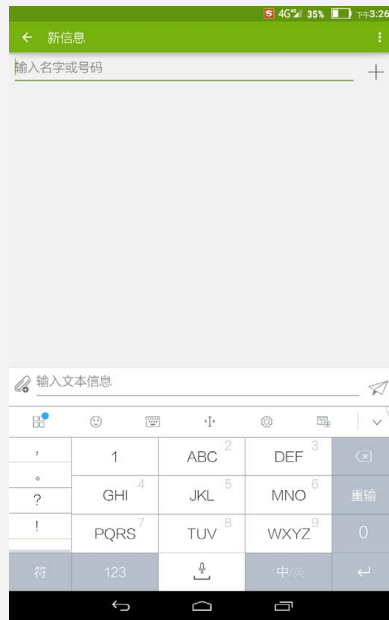 S 4G 35% 下午3:26
新信息
输入名字或号码
输入文本信息
,
1
ABC 2
DEF 3
。
?
GHI 4
JKL 5
MNO 6
重输
!
PQRS 7
TUV 8
WXYZ 9
0
符
123
中/英